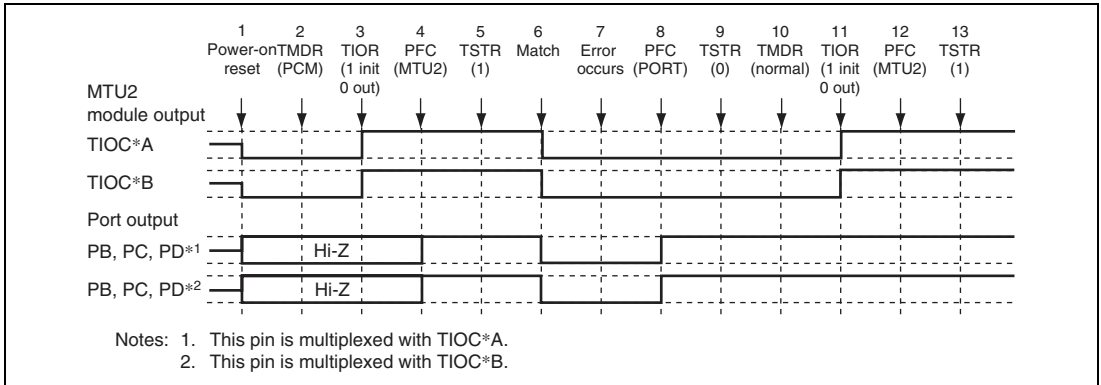 1 2 3 4 5 6 7 8 9 10 11 12 13
Power-on TMDR TIOR PFC TSTR Match Error PFC TSTR TMDR TIOR PFC TSTR
reset (PCM) (1 init (MTU2) (1) occurs (PORT) (0) (normal) (1 init (MTU2) (1)
0 out) 0 out)
MTU2
module output
TIOC*A
TIOC*B
Port output
PB, PC, PD*1 Hi-Z
PB, PC, PD*2 Hi-Z
Notes: 1. This pin is multiplexed with TIOC*A.
2. This pin is multiplexed with TIOC*B.